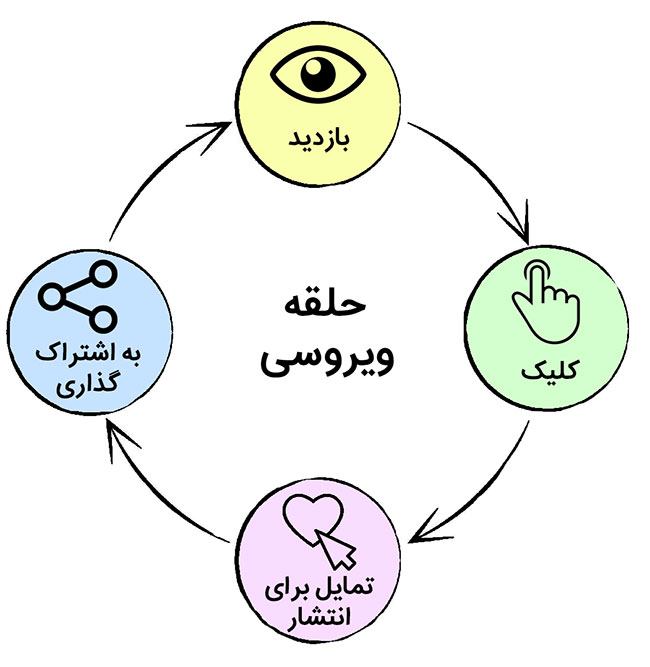 بازدید
کلیک
تمایل برای
انتشار
به اشتراک
گذاری
حلقه
ویروسی